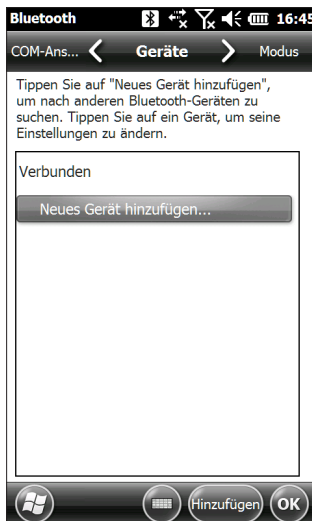 Bluetooth 16:45
COM-Ans... Geräte Modus
Tippen Sie auf "Neues Gerät hinzufügen",
um nach anderen Bluetooth-Geräten zu
suchen. Tippen Sie auf ein Gerät, um seine
Einstellungen zu ändern.
Verbunden
Neues Gerät hinzufügen...
Hinzufügen OK